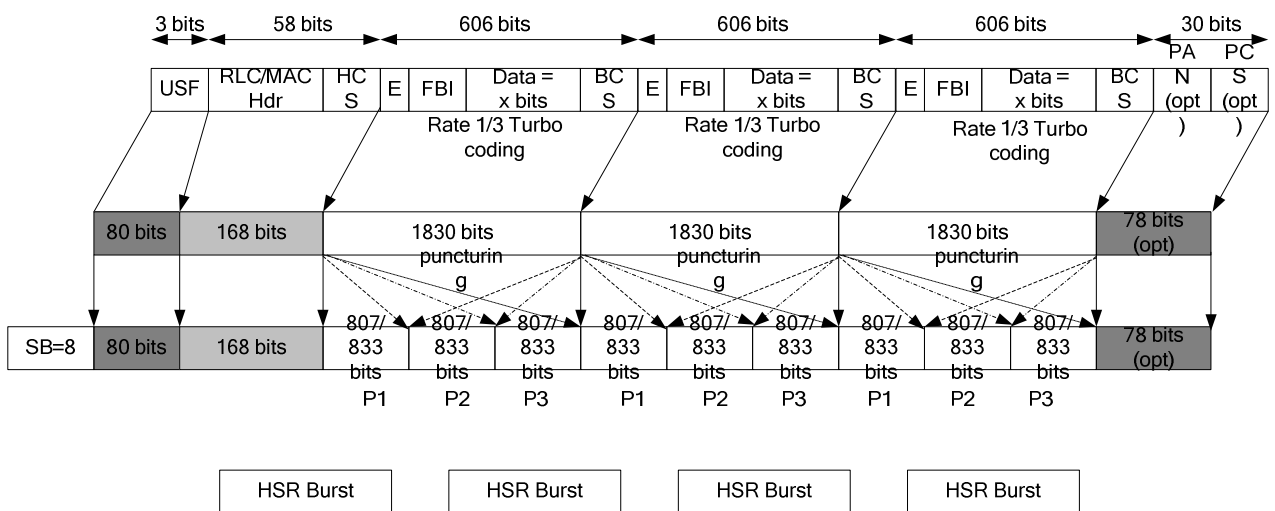 3 bits
58 bits
606 bits
606 bits
606 bits
30 bits
USF
RLC/MAC
Hdr
HC
S
E
FBI
Data =
x bits
BC
S
E
FBI
Data =
x bits
BC
S
E
FBI
Data =
x bits
BC
S
PA
N
(opt
)
PC
S
(opt
)
Rate 1/3 Turbo
coding
Rate 1/3 Turbo
coding
Rate 1/3 Turbo
coding
80 bits
168 bits
1830 bits
puncturin
g
1830 bits
puncturin
g
1830 bits
puncturin
g
78 bits
(opt)
SB=8
80 bits
168 bits
807/
833
bits
807/
833
bits
807/
833
bits
807/
833
bits
807/
833
bits
807/
833
bits
807/
833
bits
807/
833
bits
807/
833
bits
78 bits
(opt)
P1
P2
P3
P1
P2
P3
P1
P2
P3
HSR Burst
HSR Burst
HSR Burst
HSR Burst